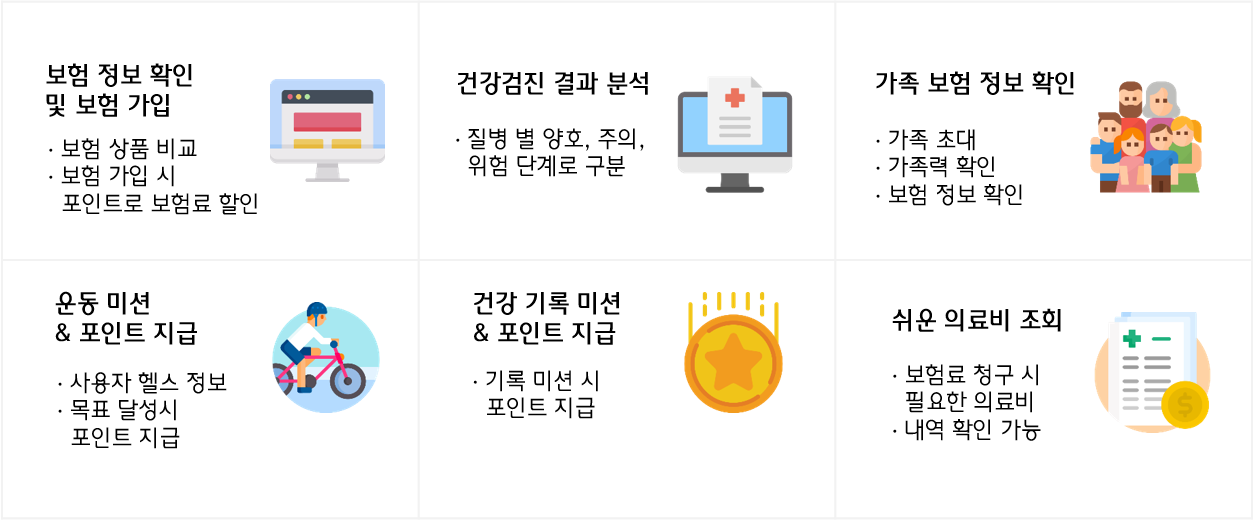 보험 정보 확인
및 보험 가입
· 보험 상품 비교
· 보험 가입 시
포인트로 보험료 할인
건강검진 결과 분석
· 질병 별 양호, 주의,
위험 단계로 구분
가족 보험 정보 확인
· 가족 초대
· 가족력 확인
· 보험 정보 확인
운동 미션
& 포인트 지급
· 사용자 헬스 정보
· 목표 달성시
포인트 지급
건강 기록 미션
& 포인트 지급
· 기록 미션 시
포인트 지급
쉬운 의료비 조회
· 보험료 청구 시
필요한 의료비
· 내역 확인 가능